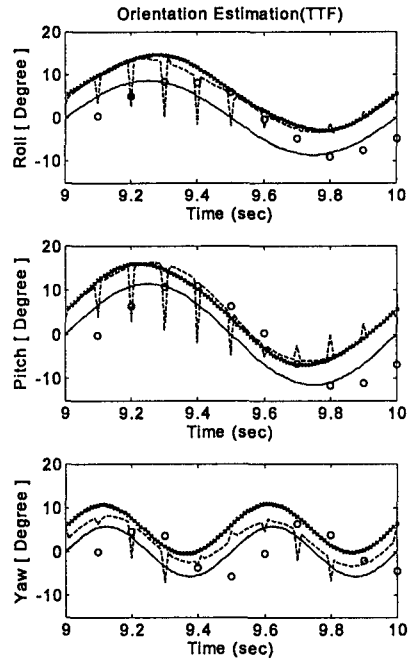 Orientation Estimation(TTF)
20
10
0
-10
Roll [ Degree ]
9 9.2 9.4 9.6 9.8 10
Time (sec)
20
10
0
-10
Pitch [ Degree ]
9 9.2 9.4 9.6 9.8 10
Time (sec)
20
10
0
-10
Yaw [ Degree ]
9 9.2 9.4 9.6 9.8 10
Time (sec)